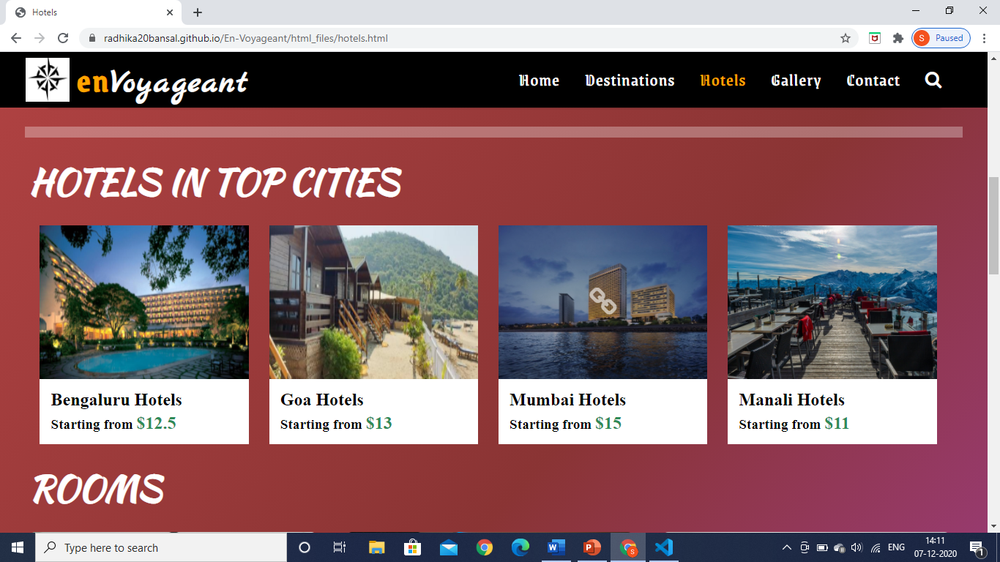 Hotels
radhika20bansal.github.io/En-Voyageant/html_files/hotels.html
S Paused
enVoyageant
Home Destinations Hotels Gallery Contact
HOTELS IN TOP CITIES
Bengaluru Hotels
Starting from $12.5
Goa Hotels
Starting from $13
Mumbai Hotels
Starting from $15
Manali Hotels
Starting from $11
ROOMS
Type here to search
W
P
S
ENG
14:11
07-12-2020
1